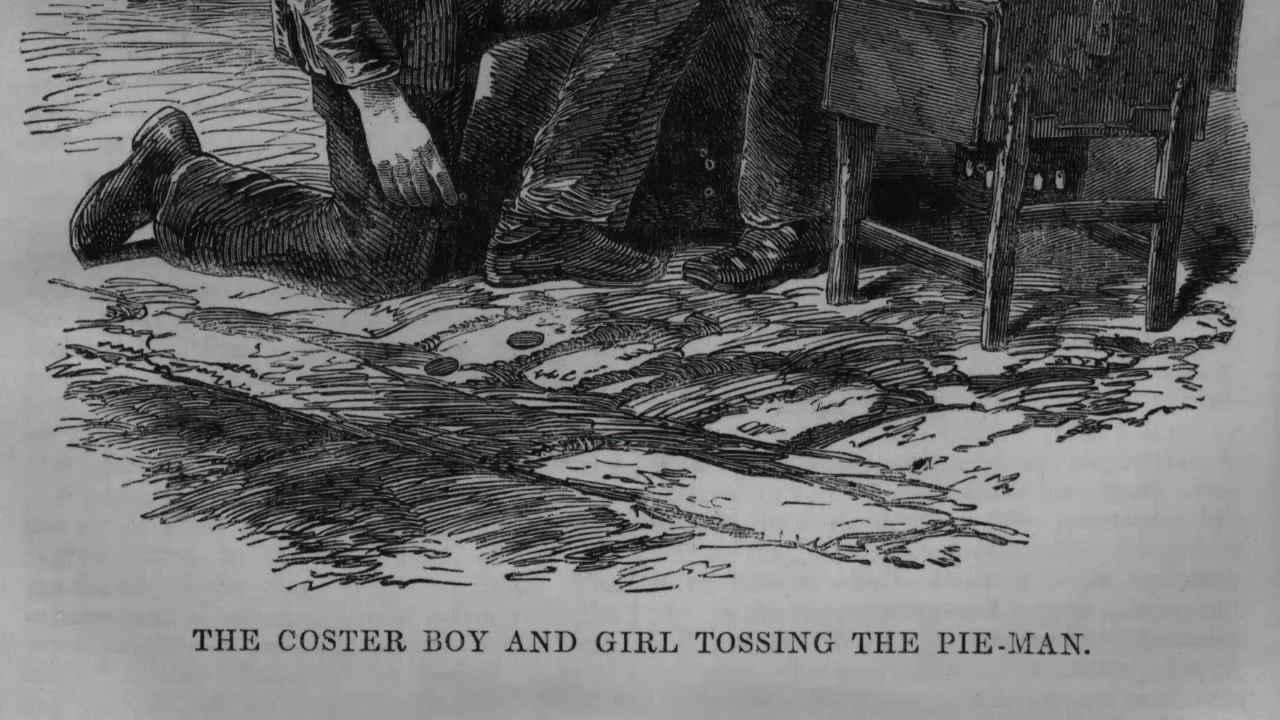 THE COSTER BOY AND GIRL TOSSING THE PIE-MAN.